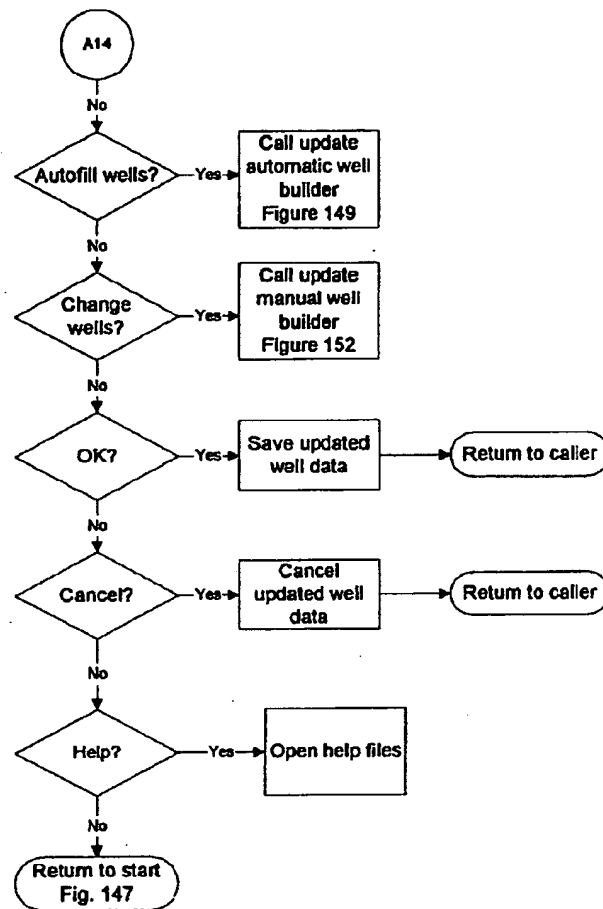 A14
No
Autofill wells?
Yes
Call update
automatic well
builder
Figure 149
No
Change
wells?
Yes
Call update
manual well
builder
Figure 152
No
OK?
Yes
Save updated
well data
Return to caller
No
Cancel?
Yes
Cancel
updated well
data
Return to caller
No
Help?
Yes
Open help files
No
Return to start
Fig. 147